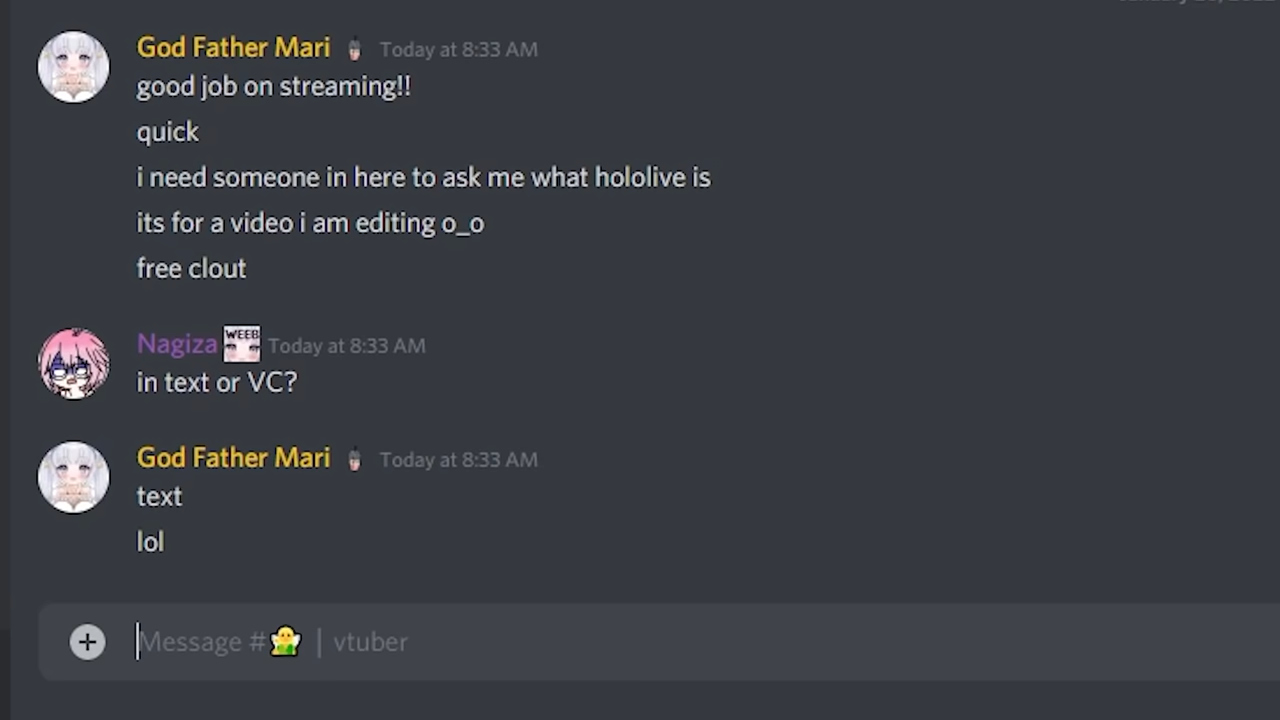 God Father Mari Today at 8:33 AM
good job on streaming!!
quick
i need someone in here to ask me what hololive is
its for a video i am editing o_o
free clout
Nagiza WEEB Today at 8:33 AM
in text or VC?
God Father Mari Today at 8:33 AM
text
lol
Message # | vtuber